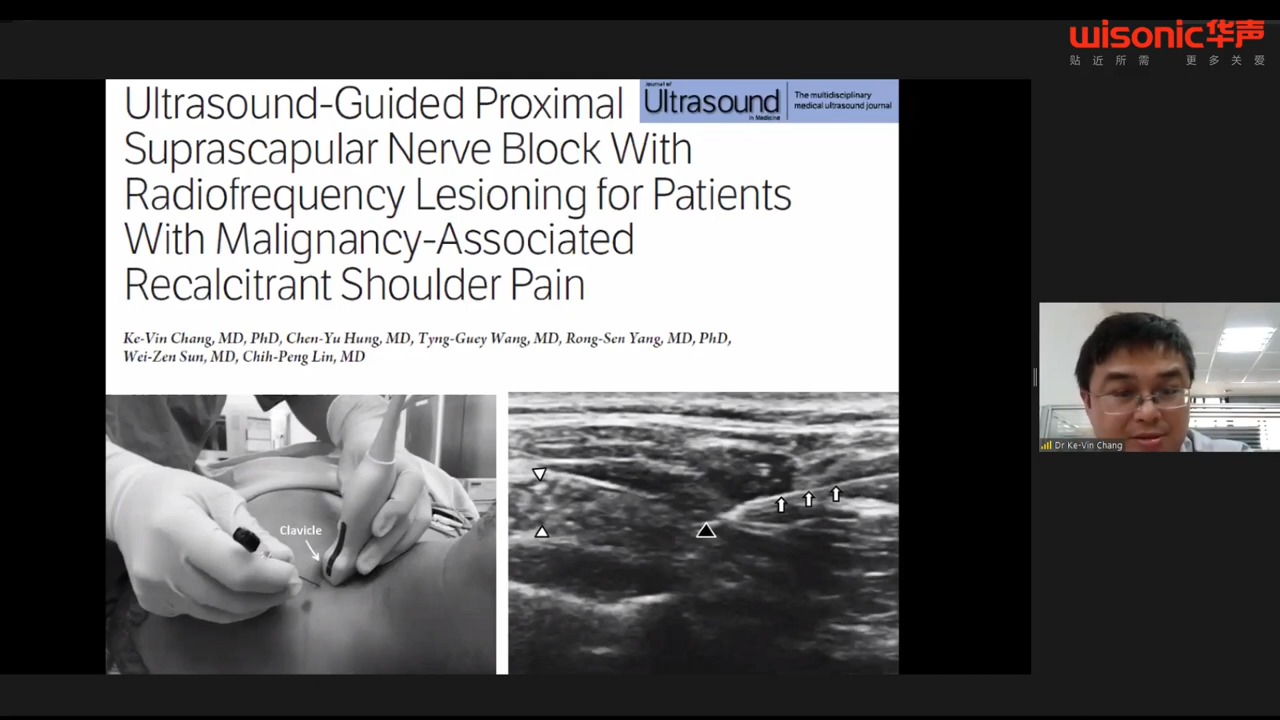 wisonic华声
贴近所需 更多关爱
Ultrasound-Guided Proximal
Suprascapular Nerve Block With
Radiofrequency Lesioning for Patients
With Malignancy-Associated
Recalcitrant Shoulder Pain
Journal of
Ultrasound
in Medicine
The multidisciplinary
medical ultrasound journal
Ke-Vin Chang, MD, PhD, Chen-Yu Hung, MD, Tyng-Guey Wang, MD, Rong-Sen Yang, MD, PhD,
Wei-Zen Sun, MD, Chih-Peng Lin, MD
Clavicle
Dr Ke-Vin Chang